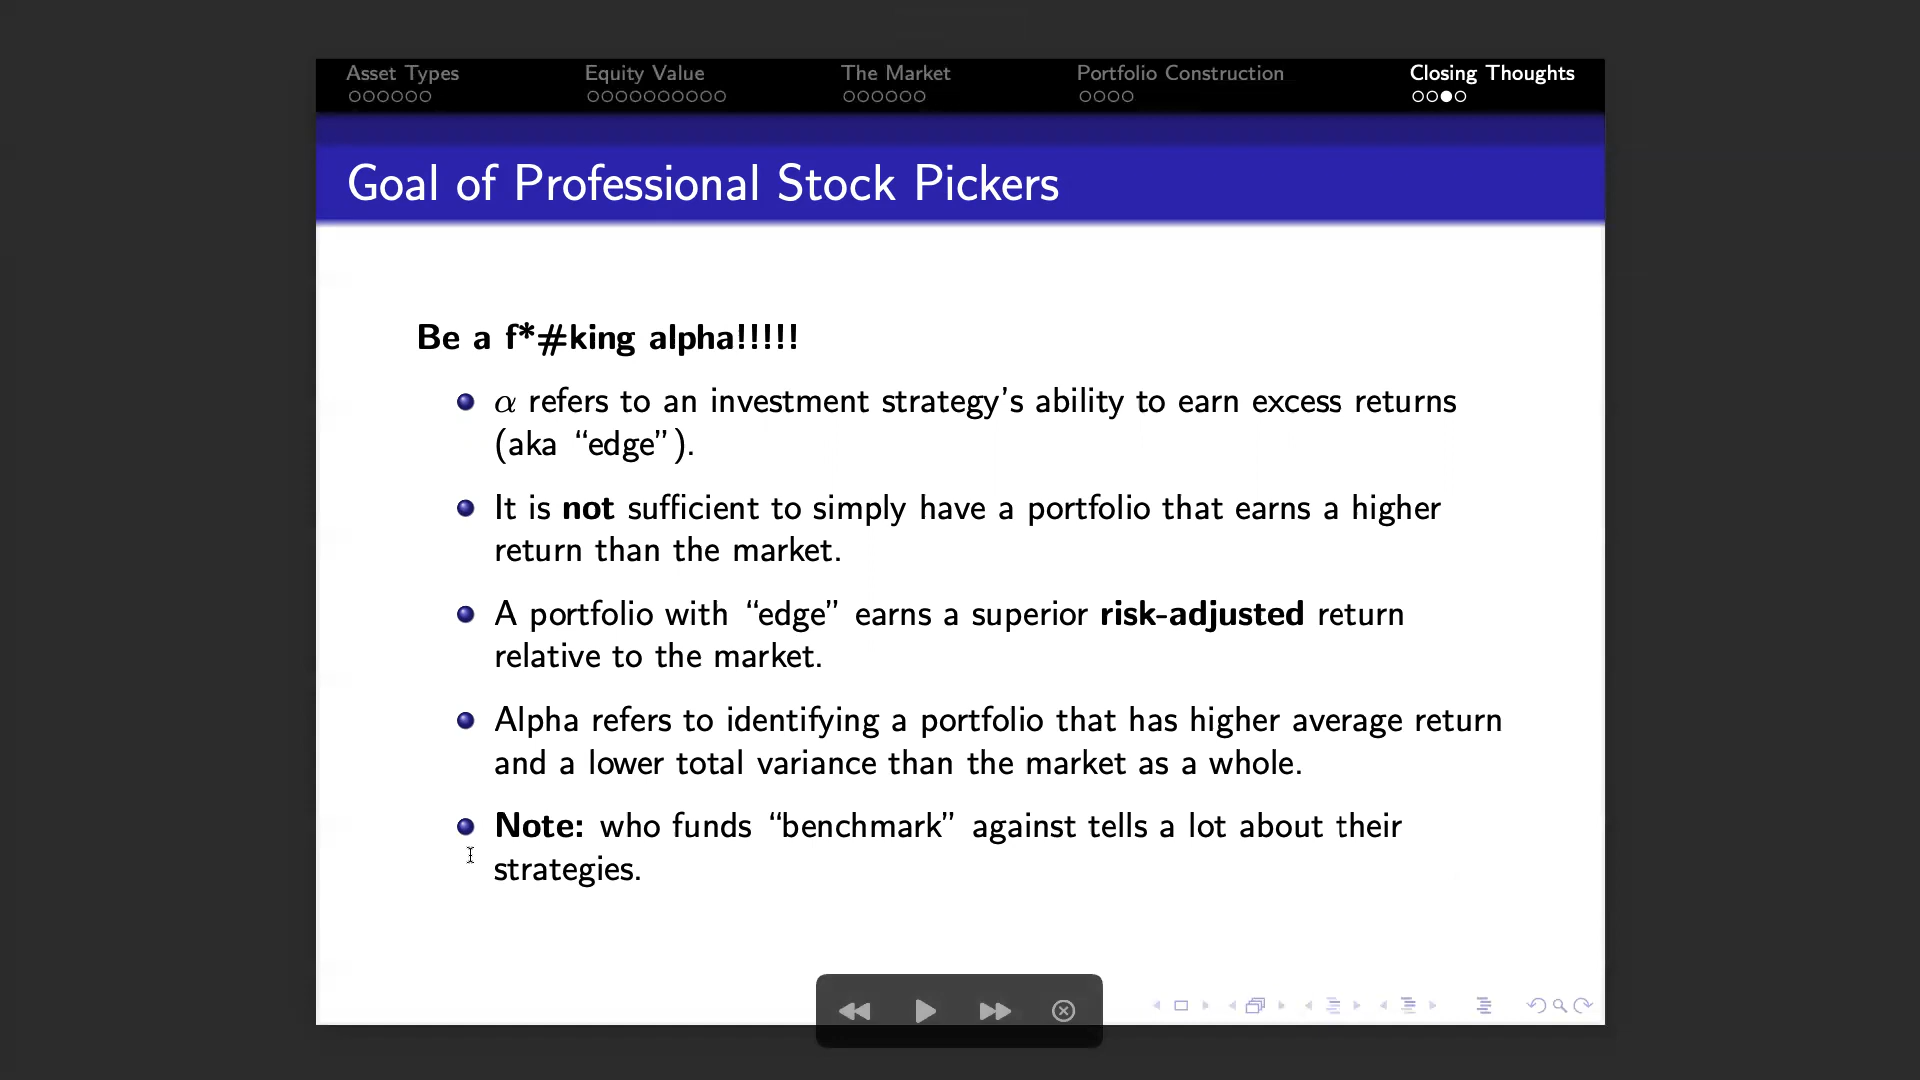 Asset Types Equity Value The Market Portfolio Construction Closing Thoughts
Goal of Professional Stock Pickers
Be a f*#king alpha!!!!!
α refers to an investment strategy's ability to earn excess returns
(aka “edge”).
It is not sufficient to simply have a portfolio that earns a higher
return than the market.
A portfolio with “edge” earns a superior risk-adjusted return
relative to the market.
Alpha refers to identifying a portfolio that has higher average return
and a lower total variance than the market as a whole.
Note: who funds “benchmark” against tells a lot about their
strategies.